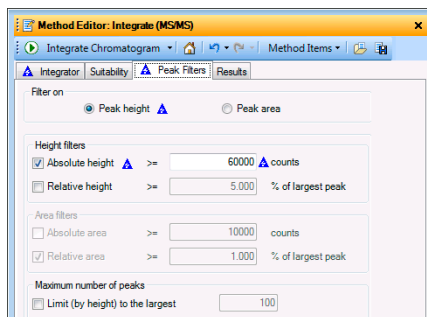 Method Editor: Integrate (MS/MS)
Integrate Chromatogram Method Items
Integrator Suitability Peak Filters Results
Filter on
Peak height Peak area
Height filters
Absolute height >= 60000 counts
Relative height >= 5.000 % of largest peak
Area filters
Absolute area >= 10000 counts
Relative area >= 1.000 % of largest peak
Maximum number of peaks
Limit (by height) to the largest 100